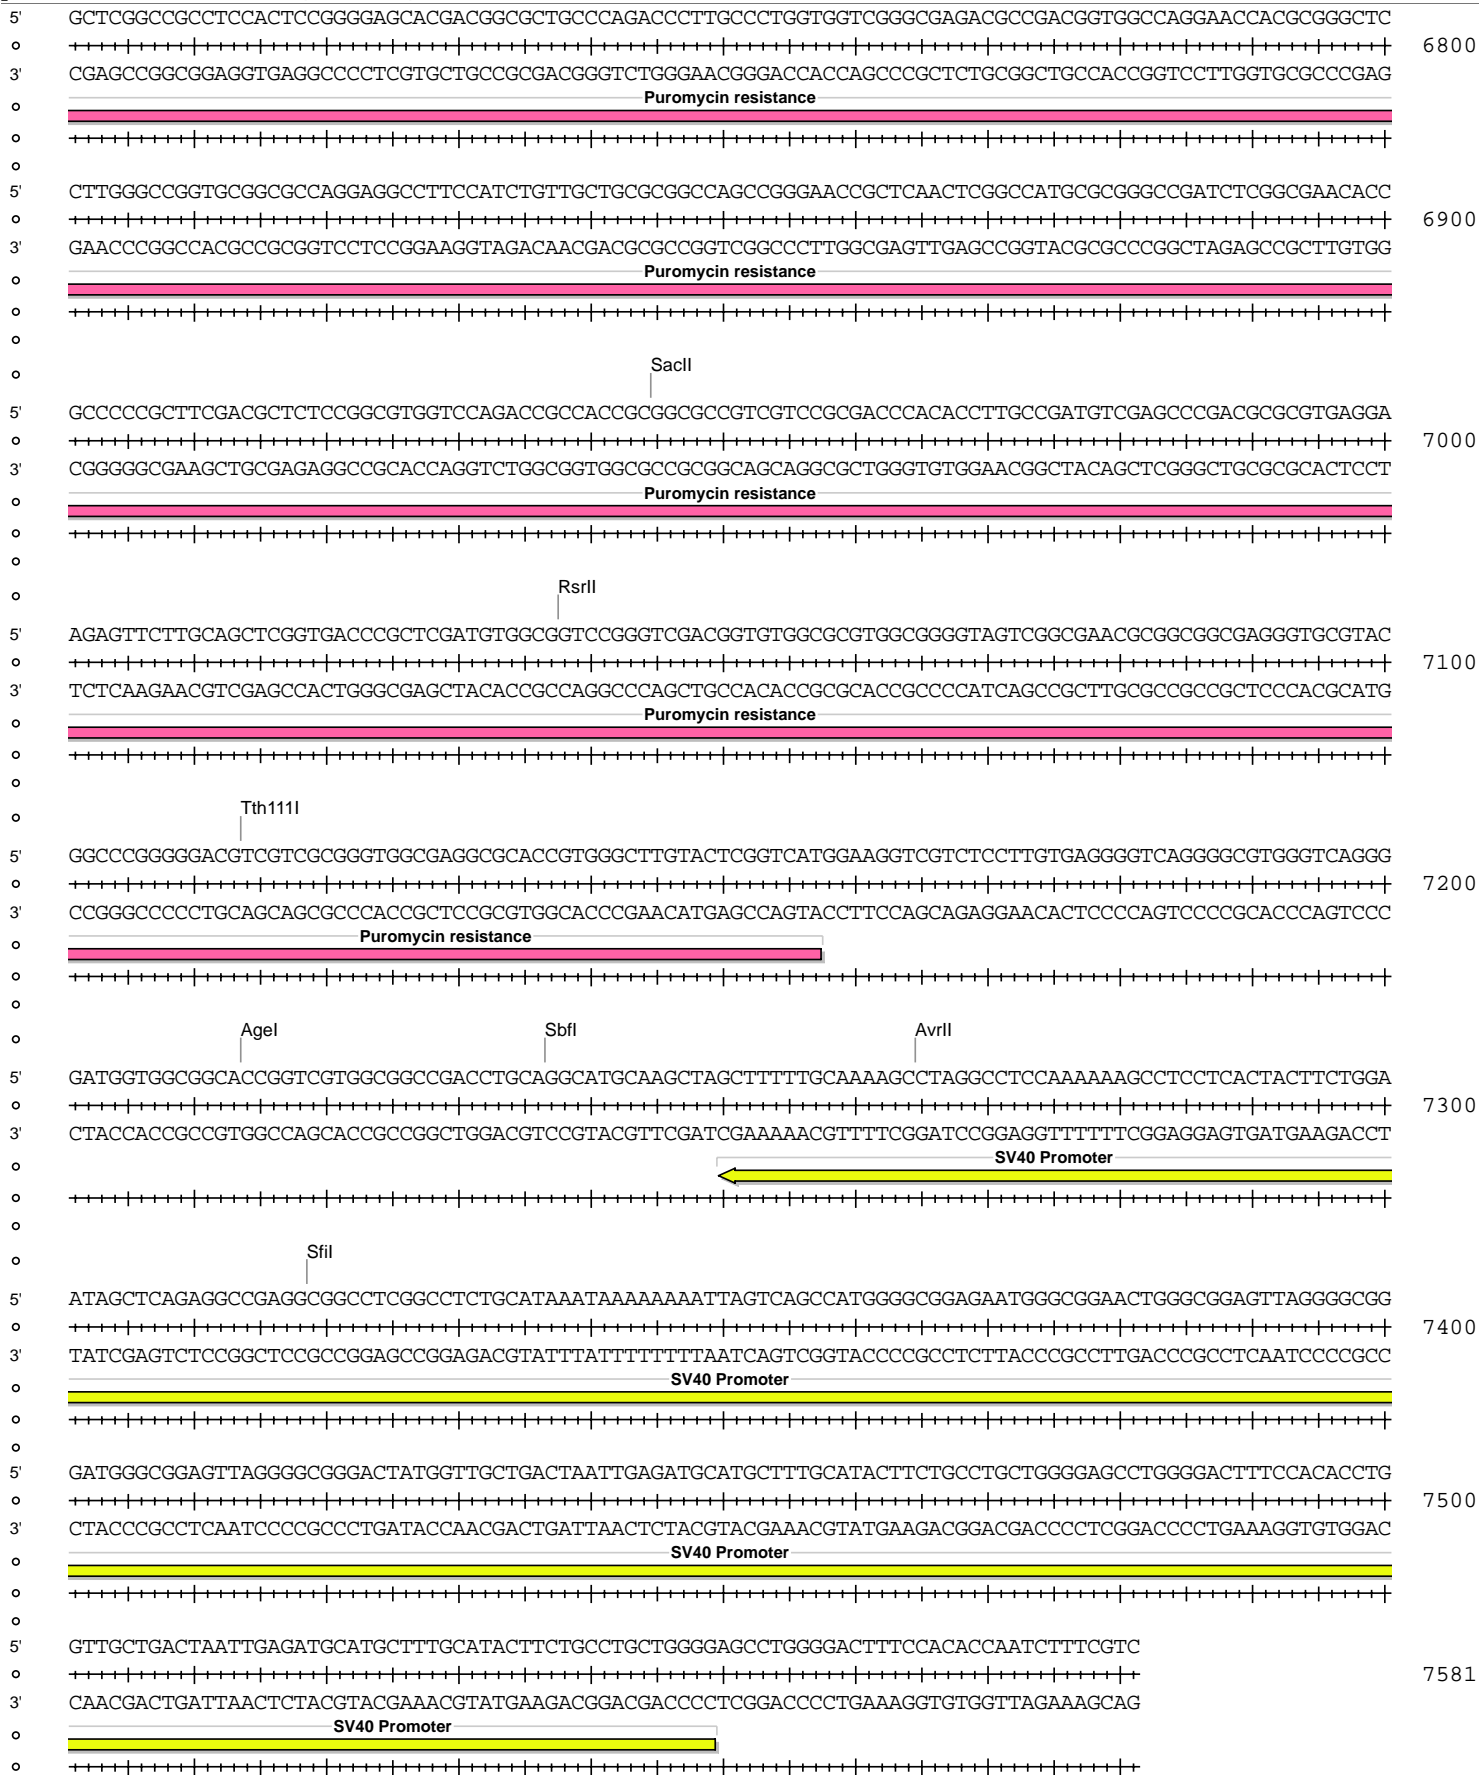 5' GCTCGGCCGCCTCCACTCCGGGGAGCACGACGGCGCTGCCCAGACCCTTGCCCTGGTGGTCGGGCGAGACGCCGACGGTGGCCAGGAACCACGCGGGCTC
6800
3' CGAGCCGGCGGAGGTGAGGCCCCTCGTGCTGCCGCGACGGGTCTGGGAACGGGACCACCAGCCCGCTCTGCGGCTGCCACCGGTCCTTGGTGCGCCCGAG
Puromycin resistance
5' CTTGGGCCGGTGCGGCGCCAGGAGGCCTTCCATCTGTTGCTGCGCGGCCAGCCGGGAACCGCTCAACTCGGCCATGCGCGGGCCGATCTCGGCGAACACC
6900
3' GAACCCGGCCACGCCGCGGTCCTCCGGAAGGTAGACAACGACGCGCCGGTCGGCCCTTGGCGAGTTGAGCCGGTACGCGCCCGGCTAGAGCCGCTTGTGG
Puromycin resistance
SacII
5' GCCCCCGCTTCGACGCTCTCCGGCGTGGTCCAGACCGCCACCGCGGCGCCGTCGTCCGCGACCCACACCTTGCCGATGTCGAGCCCGACGCGCGTGAGGA
7000
3' CGGGGGCGAAGCTGCGAGAGGCCGCACCAGGTCTGGCGGTGGCGCCGCGGCAGCAGGCGCTGGGTGTGGAACGGCTACAGCTCGGGCTGCGCGCACTCCT
Puromycin resistance
RsrII
5' AGAGTTCTTGCAGCTCGGTGACCCGCTCGATGTGGCGGTCCGGGTCGACGGTGTGGCGCGTGGCGGGGTAGTCGGCGAACGCGGCGGCGAGGGTGCGTAC
7100
3' TCTCAAGAACGTCGAGCCACTGGGCGAGCTACACCGCCAGGCCCAGCTGCCACACCGCGCACCGCCCCATCAGCCGCTTGCGCCGCCGCTCCCACGCATG
Puromycin resistance
Tth111I
5' GGCCCGGGGGACGTCGTCGCGGGTGGCGAGGCGCACCGTGGGCTTGTACTCGGTCATGGAAGGTCGTCTCCTTGTGAGGGGTCAGGGGCGTGGGTCAGGG
7200
3' CCGGGCCCCCTGCAGCAGCGCCCACCGCTCCGCGTGGCACCCGAACATGAGCCAGTACCTTCCAGCAGAGGAACACTCCCCAGTCCCCGCACCCAGTCCC
Puromycin resistance
AgeI SbfI AvrII
5' GATGGTGGCGGCACCGGTCGTGGCGGCCGACCTGCAGGCATGCAAGCTAGCTTTTTGCAAAAGCCTAGGCCTCCAAAAAAGCCTCCTCACTACTTCTGGA
7300
3' CTACCACCGCCGTGGCCAGCACCGCCGGCTGGACGTCCGTACGTTCGATCGAAAAACGTTTTCGGATCCGGAGGTTTTTTCGGAGGAGTGATGAAGACCT
SV40 Promoter
SfiI
5' ATAGCTCAGAGGCCGAGGCGGCCTCGGCCTCTGCATAAATAAAAAAAATTAGTCAGCCATGGGGCGGAGAATGGGCGGAACTGGGCGGAGTTAGGGGCGG
7400
3' TATCGAGTCTCCGGCTCCGCCGGAGCCGGAGACGTATTTATTTTTTTTAATCAGTCGGTACCCCGCCTCTTACCCGCCTTGACCCGCCTCAATCCCCGCC
SV40 Promoter
5' GATGGGCGGAGTTAGGGGCGGGACTATGGTTGCTGACTAATTGAGATGCATGCTTTGCATACTTCTGCCTGCTGGGGAGCCTGGGGACTTTCCACACCTG
7500
3' CTACCCGCCTCAATCCCCGCCCTGATACCAACGACTGATTAACTCTACGTACGAAACGTATGAAGACGGACGACCCCTCGGACCCCTGAAAGGTGTGGAC
SV40 Promoter
5' GTTGCTGACTAATTGAGATGCATGCTTTGCATACTTCTGCCTGCTGGGGAGCCTGGGGACTTTCCACACCAATCTTTCGTC
7581
3' CAACGACTGATTAACTCTACGTACGAAACGTATGAAGACGGACGACCCCTCGGACCCCTGAAAGGTGTGGTTAGAAAGCAG
SV40 Promoter